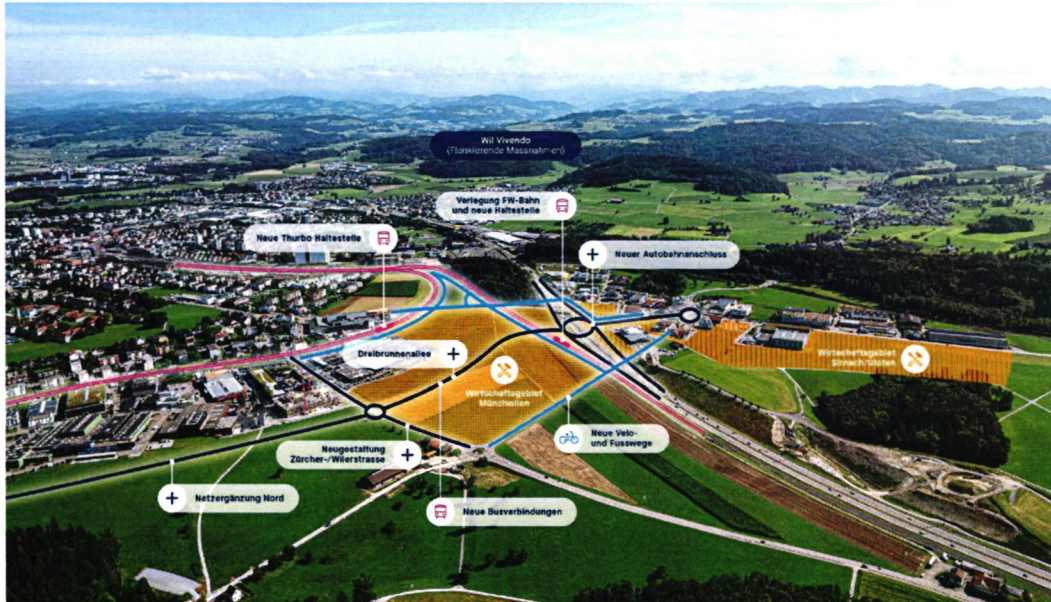 Wil Vivendo
(Flankierende Massnahmen)
Verlegung FW-Bahn
und neue Haltestelle
Neue Thurbo Haltestelle
Neuer Autobahnanschluss
Dreibrunnenallee
Wirtschaftsgebiet
Sirnach/Gloten
Wirtschaftsgebiet
Münchwilen
Neue Velo-
und Fusswege
Neugestaltung
Zürcher-/Wilerstrasse
Netzergänzung Nord
Neue Busverbindungen